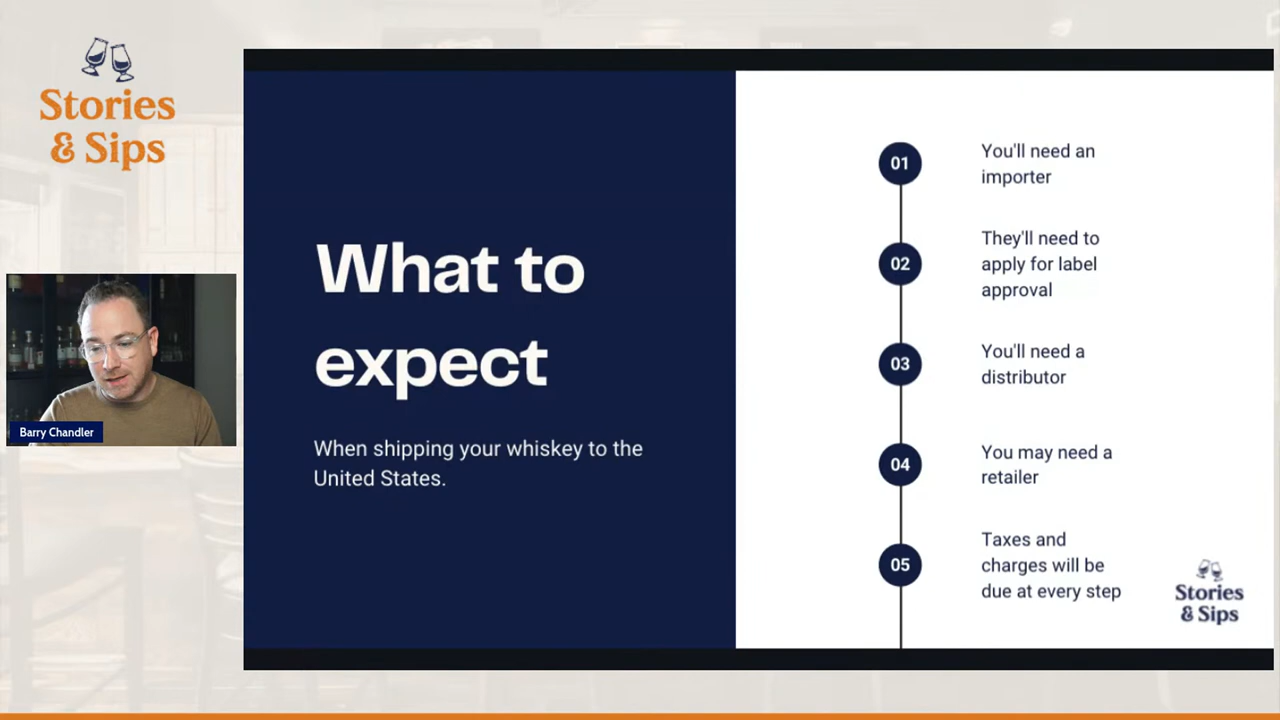 Stories
& Sips
Barry Chandler
What to
expect
When shipping your whiskey to the
United States.
01
You'll need an
importer
02
They'll need to
apply for label
approval
03
You'll need a
distributor
04
You may need a
retailer
05
Taxes and
charges will be
due at every step
Stories
& Sips